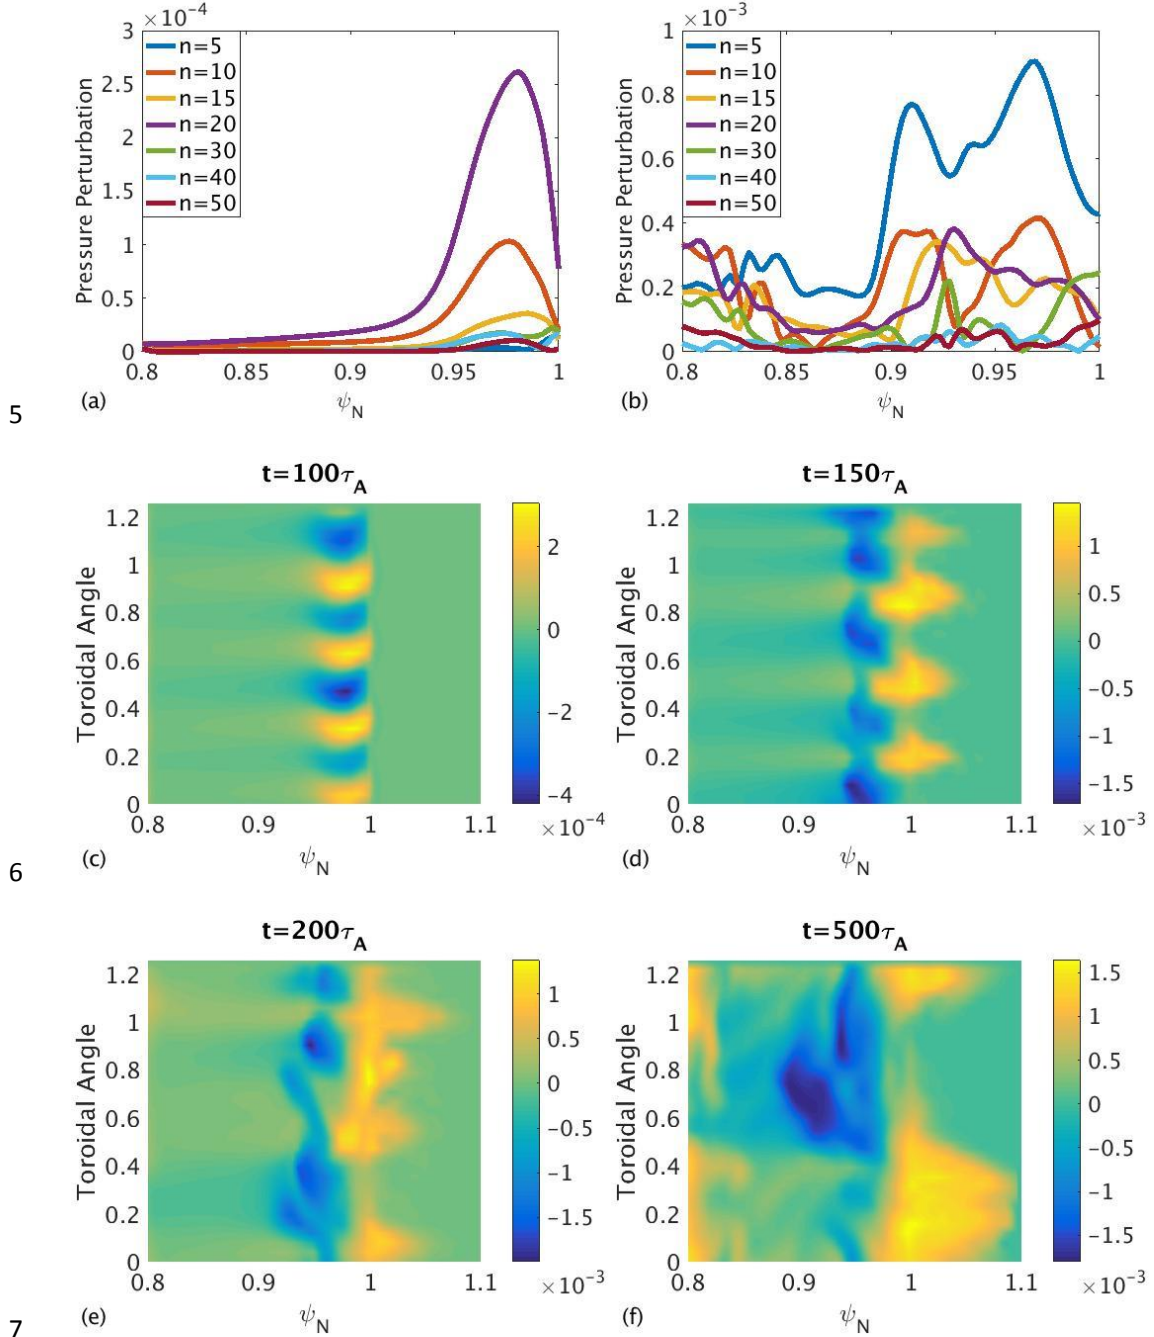 ×10⁻⁴ ×10⁻³
3 1
n=5 n=5
n=10 n=10
2.5 0.8
n=15 n=15
2 n=20 0.6 n=20
n=30 n=30
1.5 n=40 n=40
n=50 0.4 n=50
1
0.5 0.2
0 0
Pressure Perturbation Pressure Perturbation
0.8 0.85 0.9 0.95 1 0.8 0.85 0.9 0.95 1
5 (a) ψN (b) ψN
t=100τA t=150τA
Toroidal Angle Toroidal Angle
1.2 1.2
1 2 1 1
0.8 0.8 0.5
0 0
0.6 0.6
-0.5
0.4 -2 0.4 -1
0.2 0.2
-1.5
0 -4 0
0.8 0.9 1 1.1 ×10⁻⁴ 0.8 0.9 1 1.1 ×10⁻³
6 (c) ψN (d) ψN
t=200τA t=500τA
Toroidal Angle Toroidal Angle
1.2 1.2 1.5
1 1 1 1
0.8 0.5 0.8 0.5
0.6 0 0.6 0
0.4 -0.5 0.4 -0.5
-1 -1
0.2 -1.5 0.2
-1.5
0 0
0.8 0.9 1 1.1 ×10⁻³ 0.8 0.9 1 1.1 ×10⁻³
7 (e) ψN (f) ψN